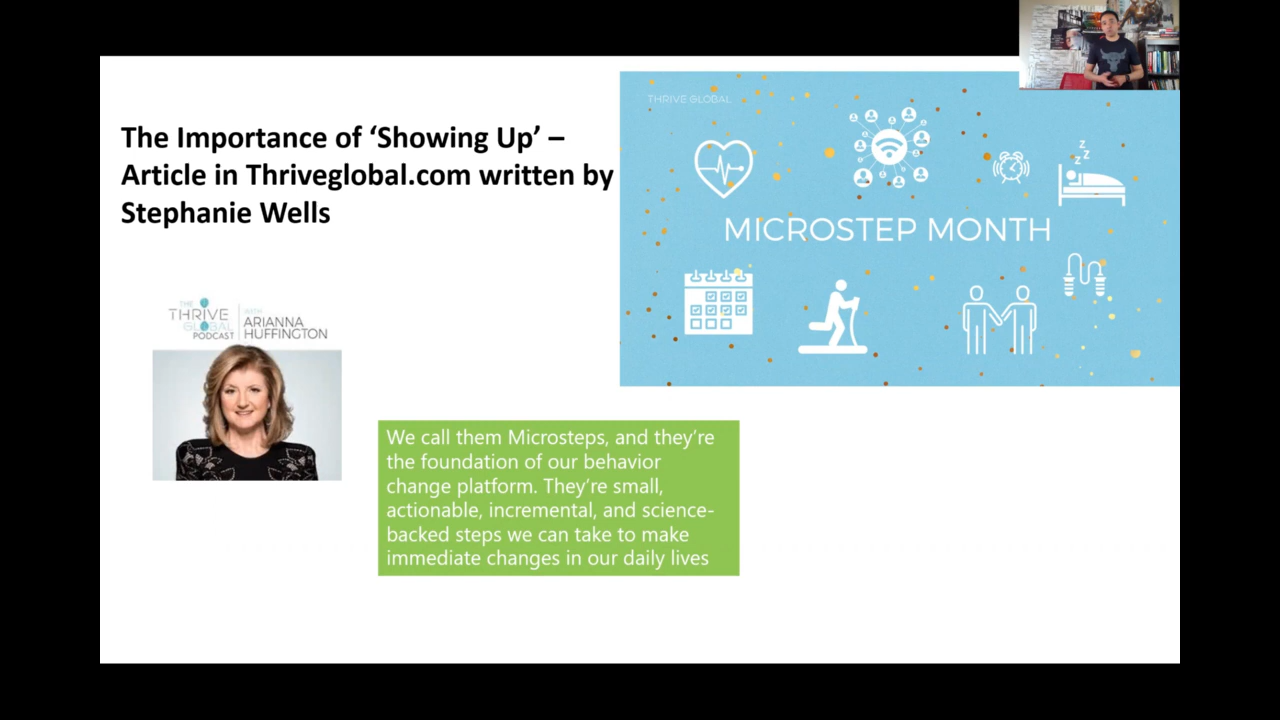 The Importance of ‘Showing Up’ –
Article in Thriveglobal.com written by
Stephanie Wells
THRIVE GLOBAL
Z
Z
Z
MICROSTEP MONTH
THE
THRIVE
GLOBAL
PODCAST
WITH
ARIANNA
HUFFINGTON
We call them Microsteps, and they’re
the foundation of our behavior
change platform. They’re small,
actionable, incremental, and science-
backed steps we can take to make
immediate changes in our daily lives